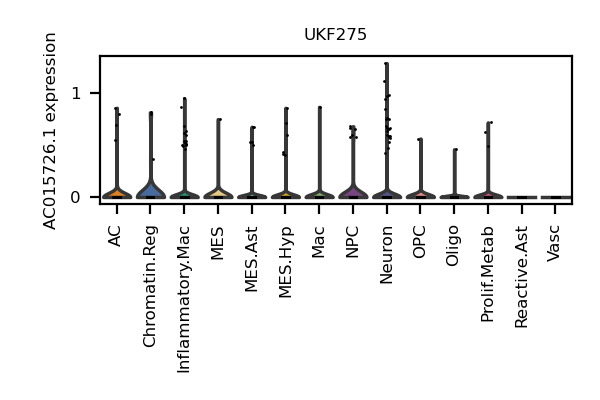 UKF275
AC015726.1 expression
1
0
AC
Chromatin.Reg
Inflammatory.Mac
MES
MES.Ast
MES.Hyp
Mac
NPC
Neuron
OPC
Oligo
Prolif.Metab
Reactive.Ast
Vasc